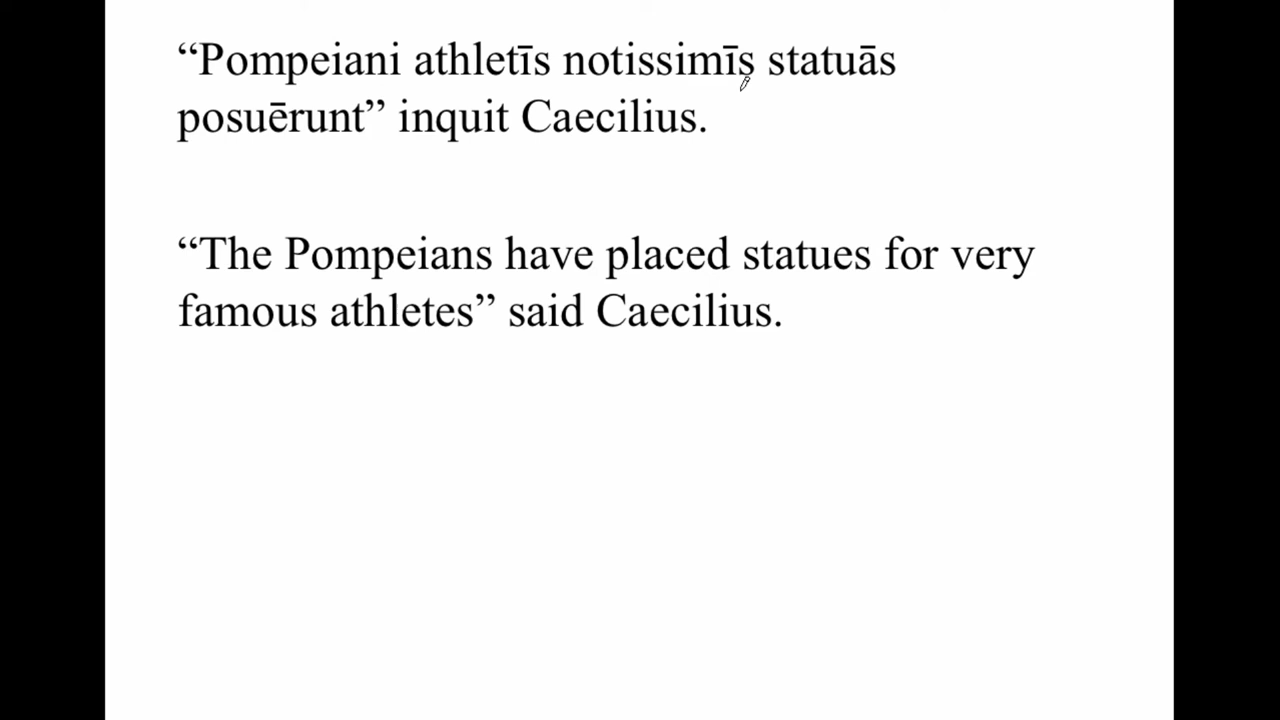 “Pompeiani athletīs notissimīs statuās
posuērunt” inquit Caecilius.
“The Pompeians have placed statues for very
famous athletes” said Caecilius.